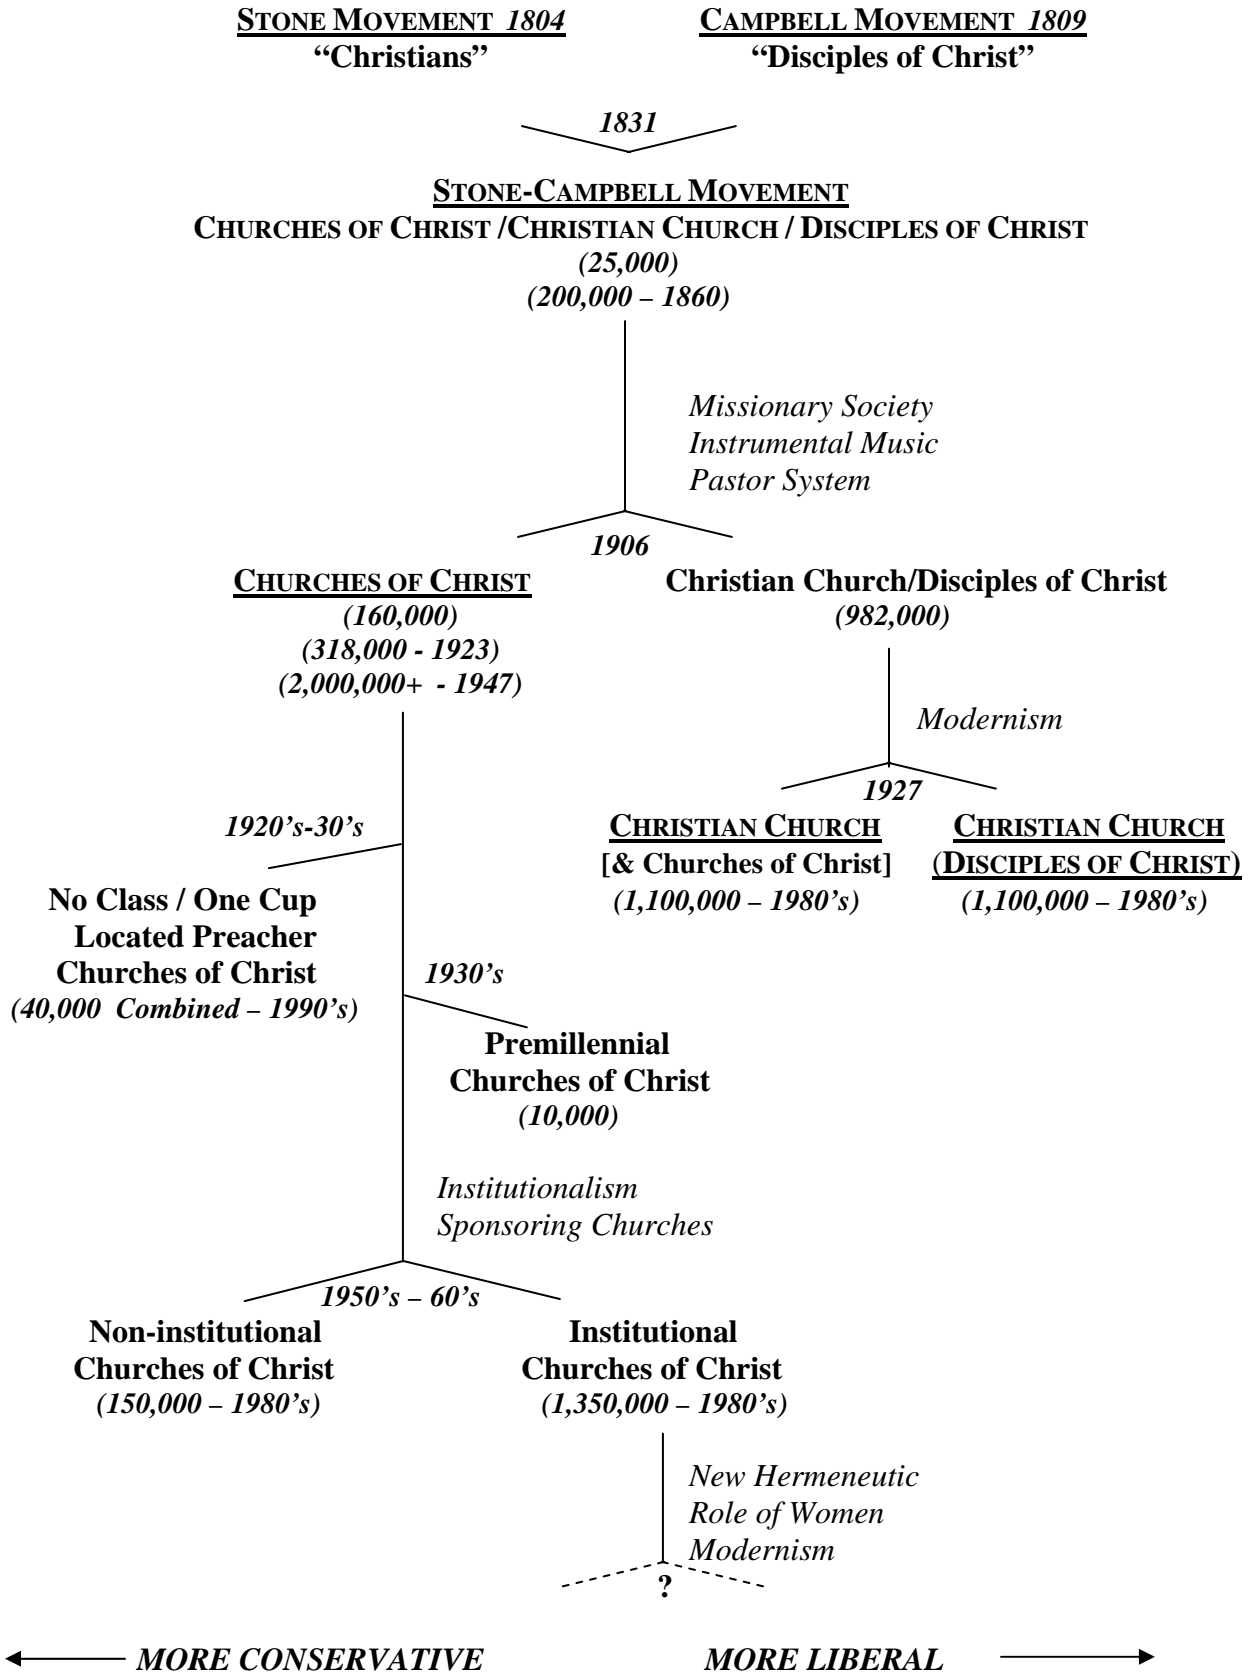 STONE MOVEMENT 1804
“Christians”
CAMPBELL MOVEMENT 1809
“Disciples of Christ”
1831
STONE-CAMPBELL MOVEMENT
CHURCHES OF CHRIST /CHRISTIAN CHURCH / DISCIPLES OF CHRIST
(25,000)
(200,000 – 1860)
Missionary Society
Instrumental Music
Pastor System
1906
CHURCHES OF CHRIST
(160,000)
(318,000 - 1923)
(2,000,000+ - 1947)
Christian Church/Disciples of Christ
(982,000)
Modernism
1927
CHRISTIAN CHURCH
[& Churches of Christ]
(1,100,000 – 1980’s)
CHRISTIAN CHURCH
(DISCIPLES OF CHRIST)
(1,100,000 – 1980’s)
1920’s-30’s
No Class / One Cup
Located Preacher
Churches of Christ
(40,000 Combined – 1990’s)
1930’s
Premillennial
Churches of Christ
(10,000)
Institutionalism
Sponsoring Churches
1950’s – 60’s
Non-institutional
Churches of Christ
(150,000 – 1980’s)
Institutional
Churches of Christ
(1,350,000 – 1980’s)
New Hermeneutic
Role of Women
Modernism
?
MORE CONSERVATIVE
MORE LIBERAL